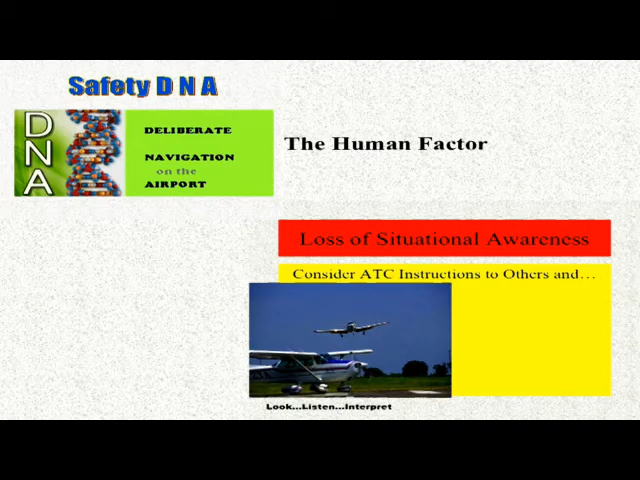 Safety D N A
DNA
DELIBERATE
NAVIGATION
on the
AIRPORT
The Human Factor
Loss of Situational Awareness
Consider ATC Instructions to Others and...
Look...Listen...Interpret